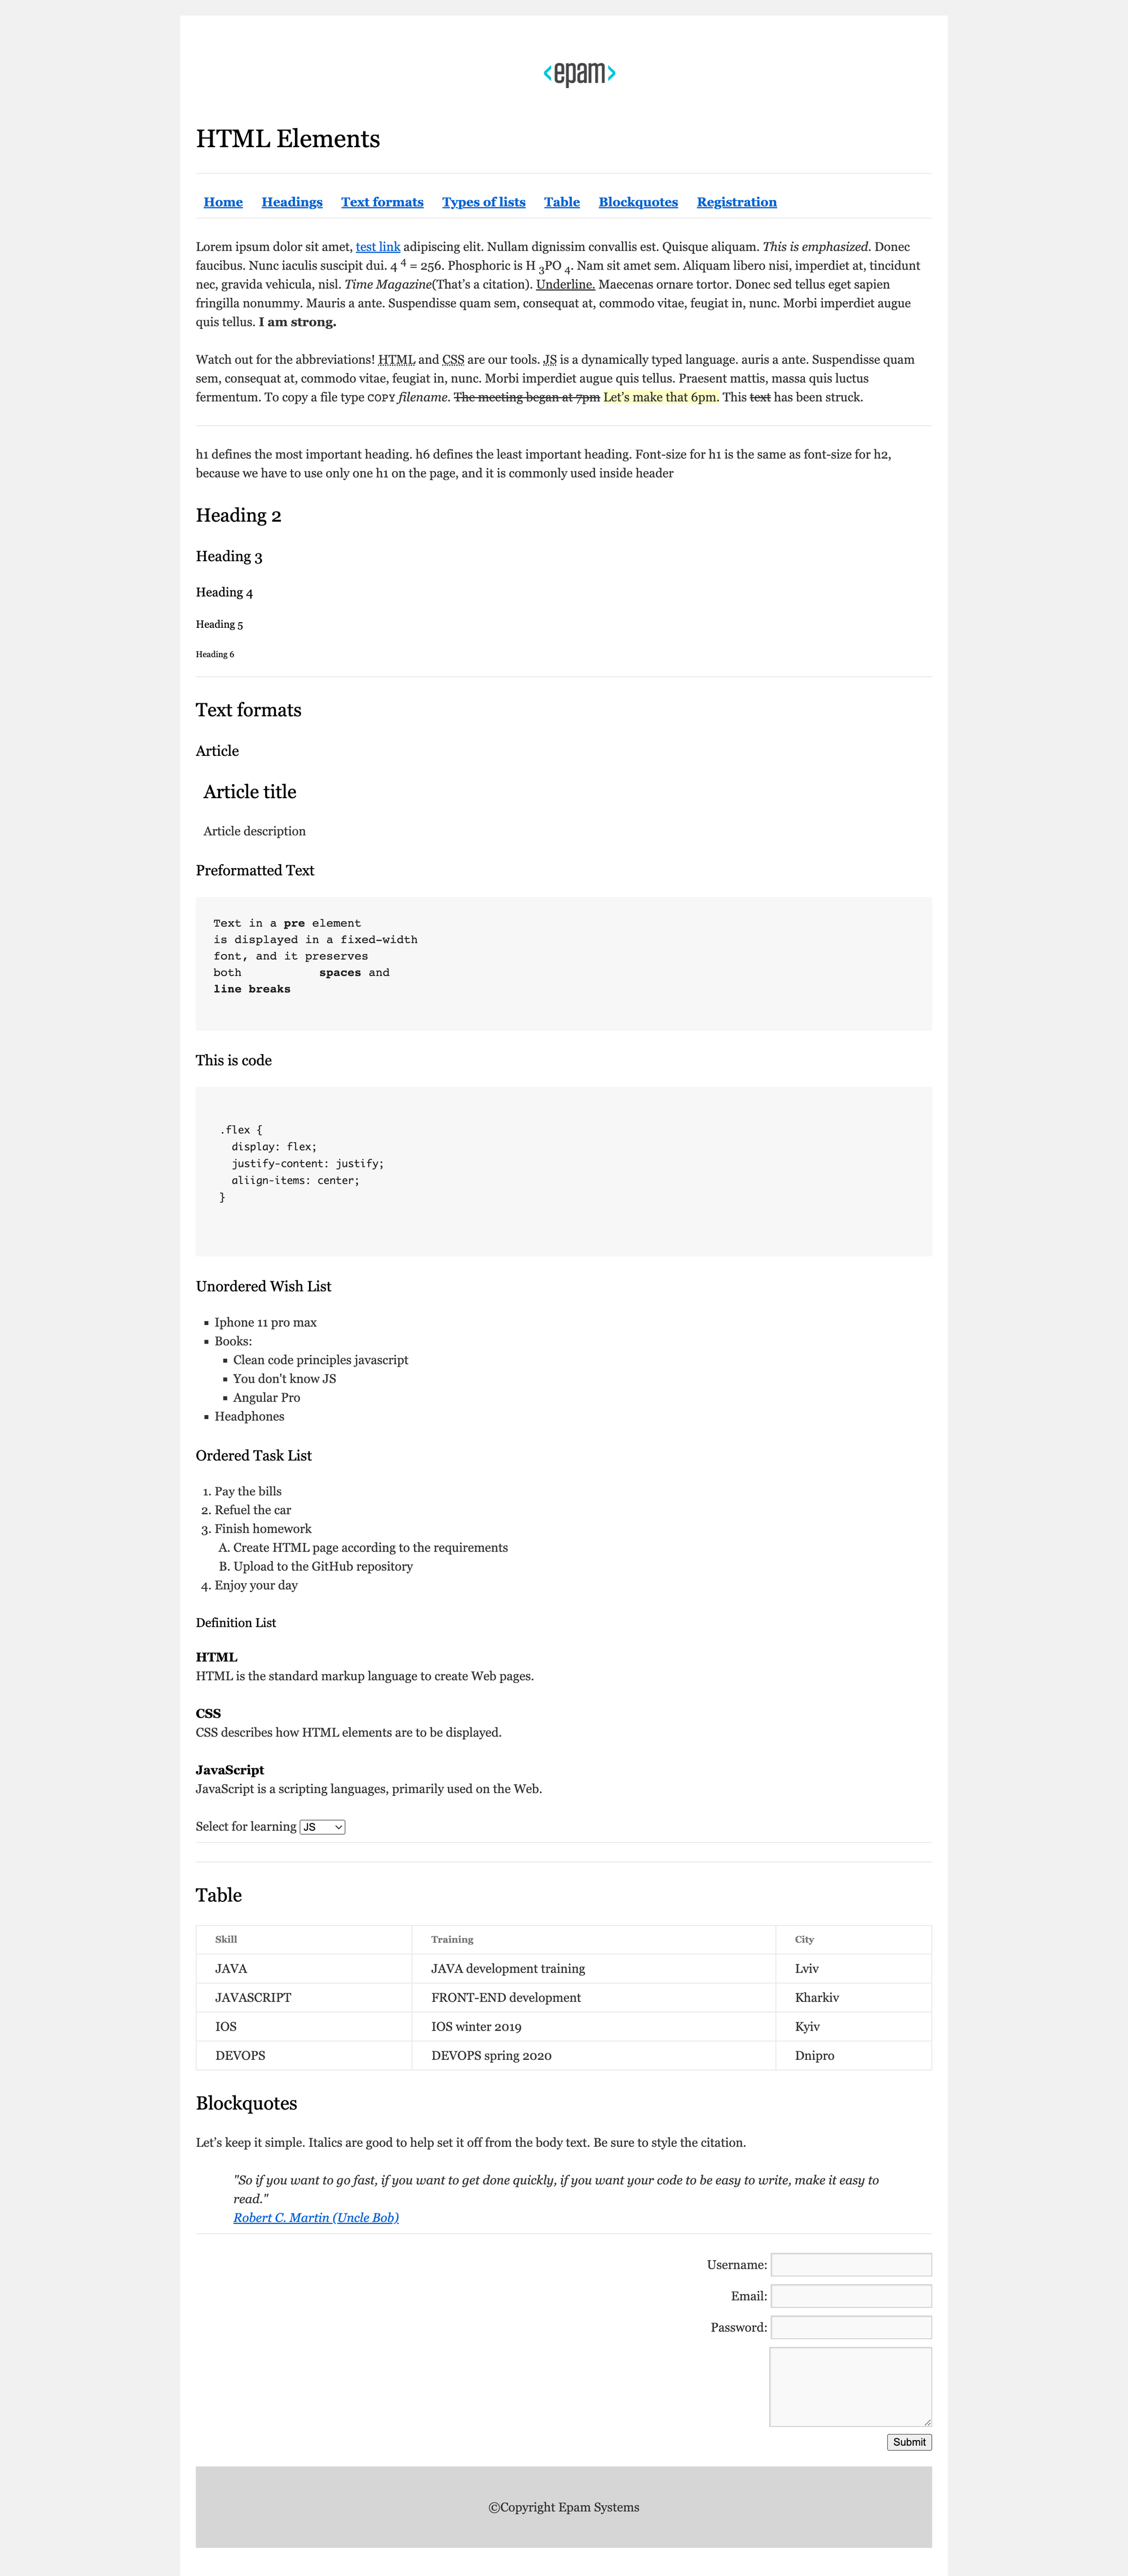 <epam>
HTML Elements
Home Headings Text formats Types of lists Table Blockquotes Registration
Lorem ipsum dolor sit amet, test link adipiscing elit. Nullam dignissim convallis est. Quisque aliquam. This is emphasized. Donec
faucibus. Nunc iaculis suscipit dui. 4 4 = 256. Phosphoric is H 3PO 4. Nam sit amet sem. Aliquam libero nisi, imperdiet at, tincidunt
nec, gravida vehicula, nisl. Time Magazine(That’s a citation). Underline. Maecenas ornare tortor. Donec sed tellus eget sapien
fringilla nonummy. Mauris a ante. Suspendisse quam sem, consequat at, commodo vitae, feugiat in, nunc. Morbi imperdiet augue
quis tellus. I am strong.
Watch out for the abbreviations! HTML and CSS are our tools. JS is a dynamically typed language. auris a ante. Suspendisse quam
sem, consequat at, commodo vitae, feugiat in, nunc. Morbi imperdiet augue quis tellus. Praesent mattis, massa quis luctus
fermentum. To copy a file type COPY filename. The meeting began at 7pm Let’s make that 6pm. This text has been struck.
h1 defines the most important heading. h6 defines the least important heading. Font-size for h1 is the same as font-size for h2,
because we have to use only one h1 on the page, and it is commonly used inside header
Heading 2
Heading 3
Heading 4
Heading 5
Heading 6
Text formats
Article
Article title
Article description
Preformatted Text
Text in a pre element
is displayed in a fixed-width
font, and it preserves
both           spaces and
line breaks
This is code
.flex {
  display: flex;
  justify-content: justify;
  aliign-items: center;
}
Unordered Wish List
▪ Iphone 11 pro max
▪ Books:
▪ Clean code principles javascript
▪ You don't know JS
▪ Angular Pro
▪ Headphones
Ordered Task List
1. Pay the bills
2. Refuel the car
3. Finish homework
A. Create HTML page according to the requirements
B. Upload to the GitHub repository
4. Enjoy your day
Definition List
HTML
HTML is the standard markup language to create Web pages.
CSS
CSS describes how HTML elements are to be displayed.
JavaScript
JavaScript is a scripting languages, primarily used on the Web.
Select for learning JS
Table
Skill Training City
JAVA JAVA development training Lviv
JAVASCRIPT FRONT-END development Kharkiv
IOS IOS winter 2019 Kyiv
DEVOPS DEVOPS spring 2020 Dnipro
Blockquotes
Let’s keep it simple. Italics are good to help set it off from the body text. Be sure to style the citation.
"So if you want to go fast, if you want to get done quickly, if you want your code to be easy to write, make it easy to
read."
Robert C. Martin (Uncle Bob)
Username:
Email:
Password:
Submit
©Copyright Epam Systems